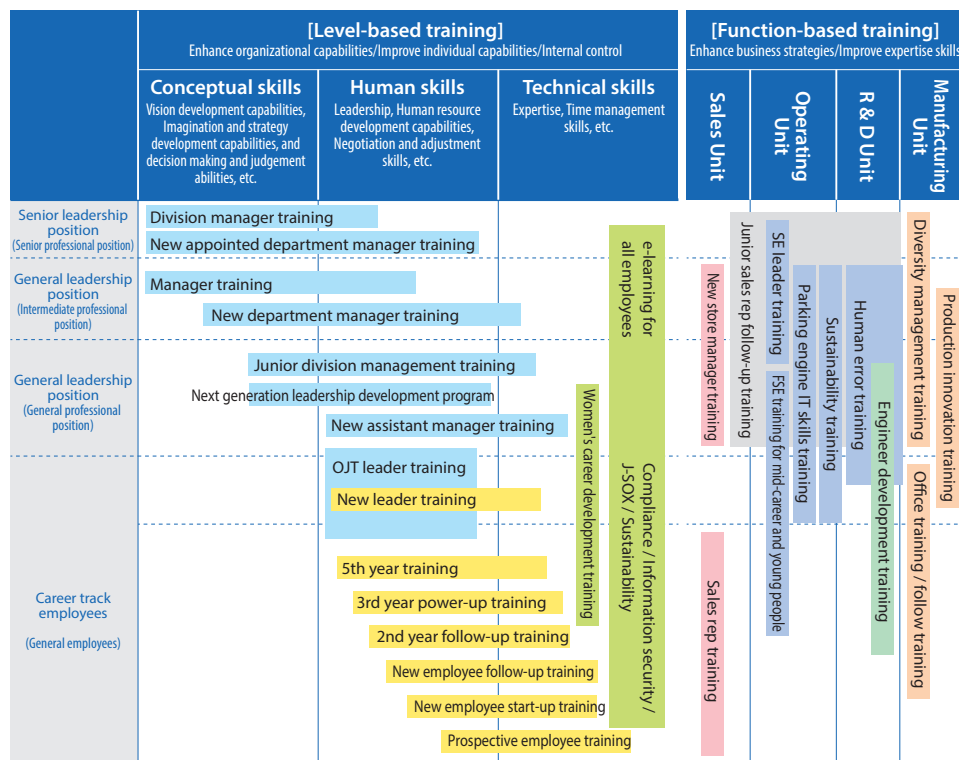 [Level-based training]
Enhance organizational capabilities/Improve individual capabilities/Internal control
[Function-based training]
Enhance business strategies/Improve expertise skills
Conceptual skills
Vision development capabilities,
Imagination and strategy
development capabilities, and
decision making and judgement
abilities, etc.
Human skills
Leadership, Human resource
development capabilities,
Negotiation and adjustment
skills, etc.
Technical skills
Expertise, Time management
skills, etc.
Sales Unit
Operating
Unit
R & D Unit
Manufacturing
Unit
Senior leadership
position
(Senior professional position)
General leadership
position
(Intermediate professional
position)
General leadership
position
(General professional
position)
Career track
employees
(General employees)
Division manager training
New appointed department manager training
Manager training
New department manager training
Junior division management training
Next generation leadership development program
New assistant manager training
OJT leader training
New leader training
5th year training
3rd year power-up training
2nd year follow-up training
New employee follow-up training
New employee start-up training
Prospective employee training
Women's career development training
e-learning for
all employees
Compliance / Information security /
J-SOX / Sustainability
New store manager training
Sales rep training
Junior sales rep follow-up training
SE leader training
FSE training for mid-career and young people
Parking engine IT skills training
Sustainability training
Human error training
Engineer development training
Diversity management training
Office training / follow training
Production innovation training